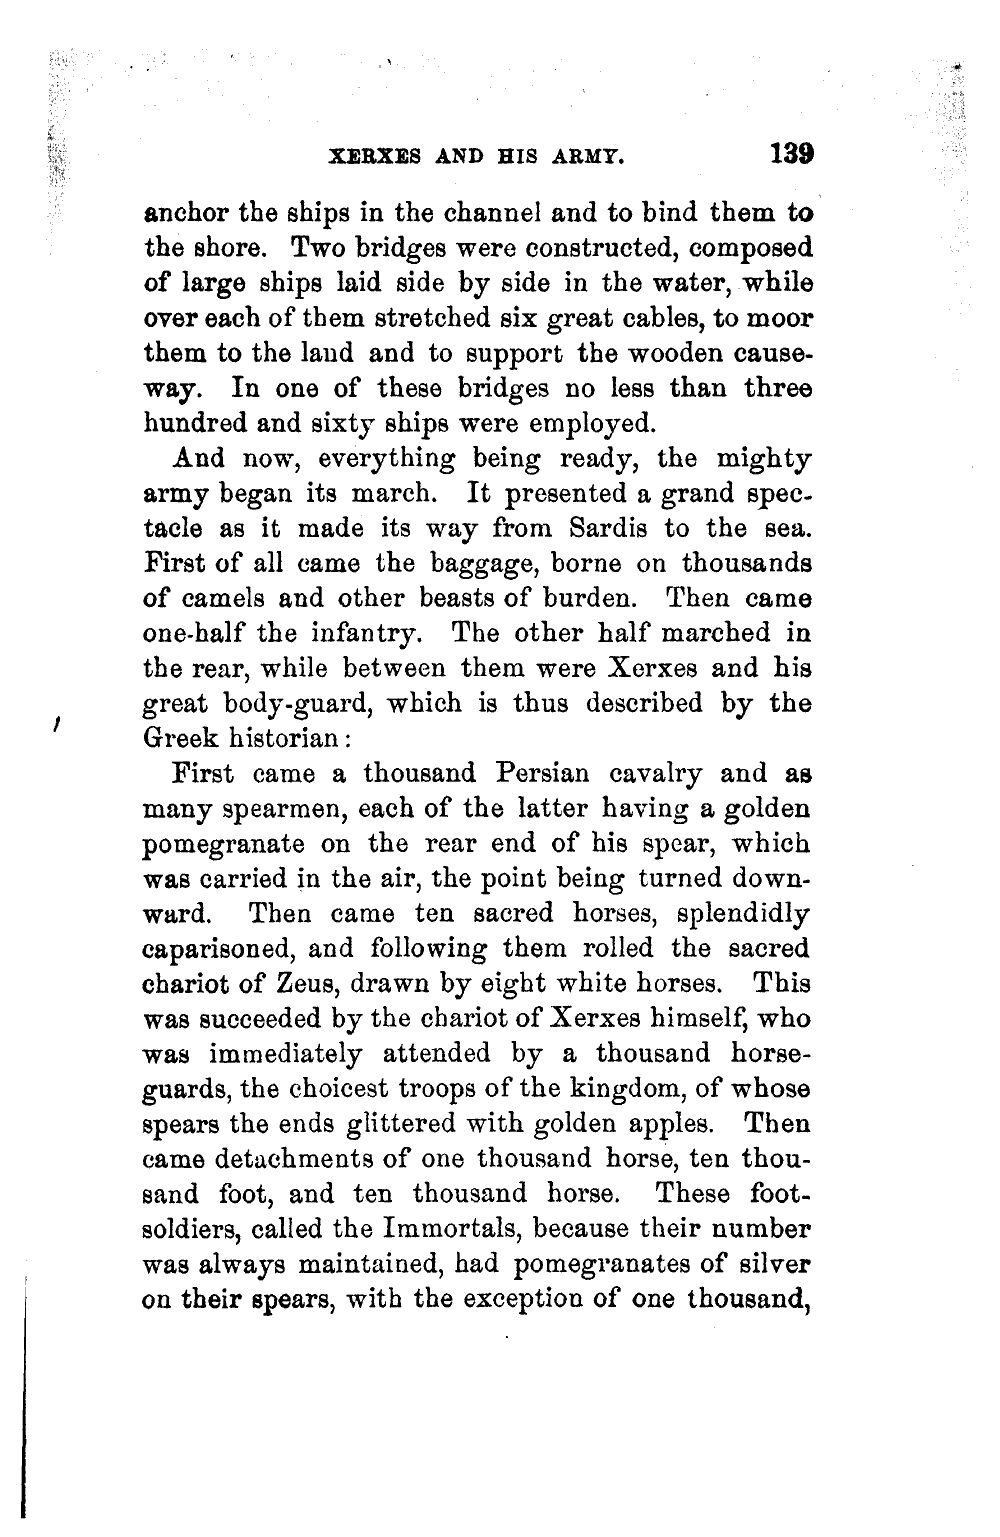 XERXES AND HIS ARMY. 139
anchor the ships in the channel and to bind them to
the shore. Two bridges were constructed, composed
of large ships laid side by side in the water, while
over each of them stretched six great cables, to moor
them to the land and to support the wooden cause-
way. In one of these bridges no less than three
hundred and sixty ships were employed.
And now, everything being ready, the mighty
army began its march. It presented a grand spec-
tacle as it made its way from Sardis to the sea.
First of all came the baggage, borne on thousands
of camels and other beasts of burden. Then came
one-half the infantry. The other half marched in
the rear, while between them were Xerxes and his
great body-guard, which is thus described by the
Greek historian:
First came a thousand Persian cavalry and as
many spearmen, each of the latter having a golden
pomegranate on the rear end of his spear, which
was carried in the air, the point being turned down-
ward. Then came ten sacred horses, splendidly
caparisoned, and following them rolled the sacred
chariot of Zeus, drawn by eight white horses. This
was succeeded by the chariot of Xerxes himself, who
was immediately attended by a thousand horse-
guards, the choicest troops of the kingdom, of whose
spears the ends glittered with golden apples. Then
came detachments of one thousand horse, ten thou-
sand foot, and ten thousand horse. These foot-
soldiers, called the Immortals, because their number
was always maintained, had pomegranates of silver
on their spears, with the exception of one thousand,